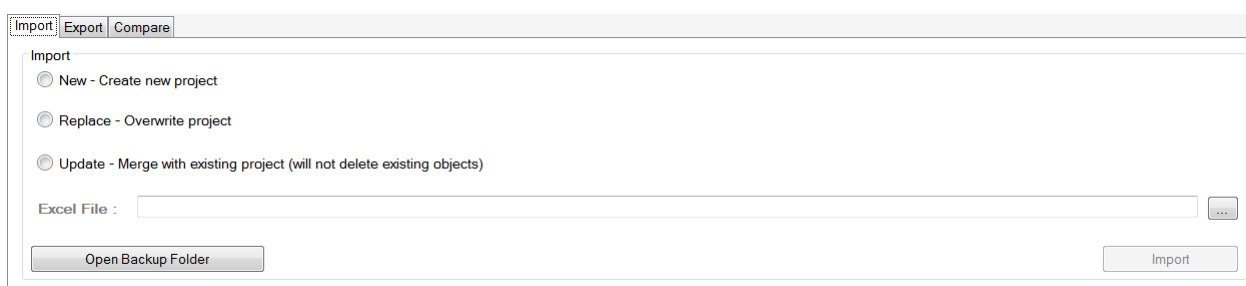 Import Export Compare
Import
New - Create new project
Replace - Overwrite project
Update - Merge with existing project (will not delete existing objects)
Excel File :
...
Open Backup Folder Import